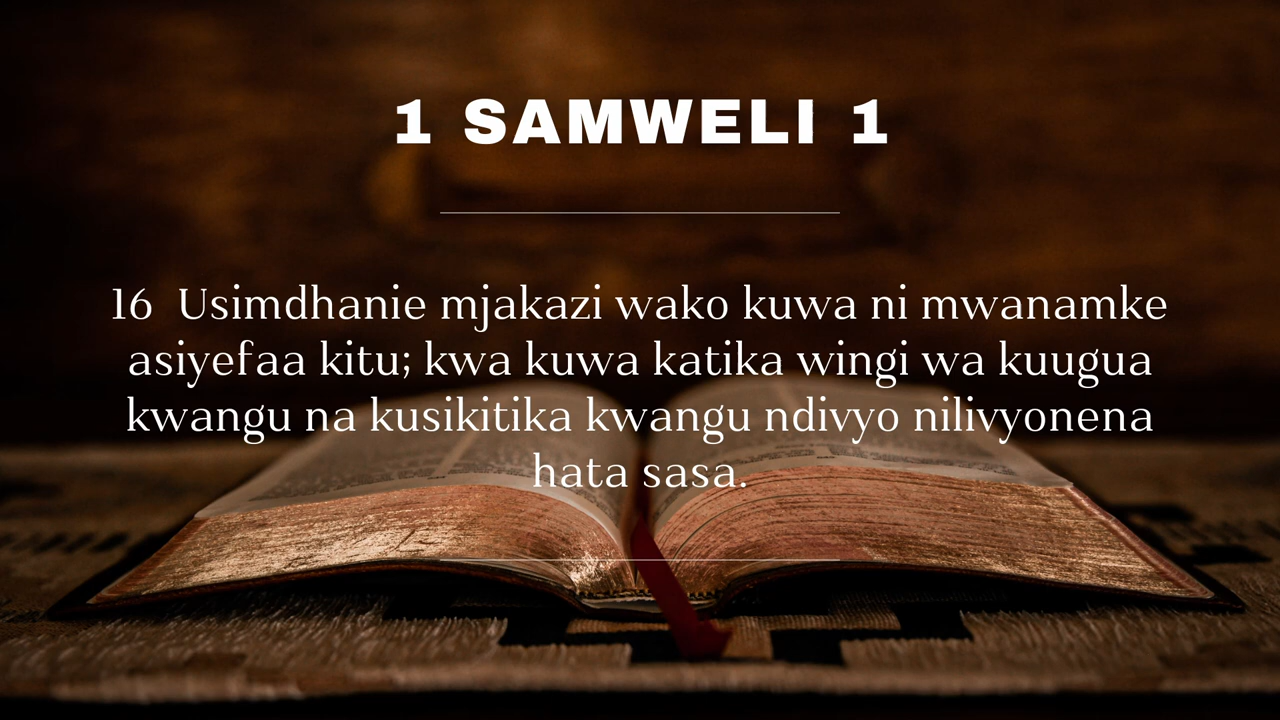 1 SAMWELI 1
16 Usimdhanie mjakazi wako kuwa ni mwanamke
asiyefaa kitu; kwa kuwa katika wingi wa kuugua
kwangu na kusikitika kwangu ndivyo nilivyonena
hata sasa.